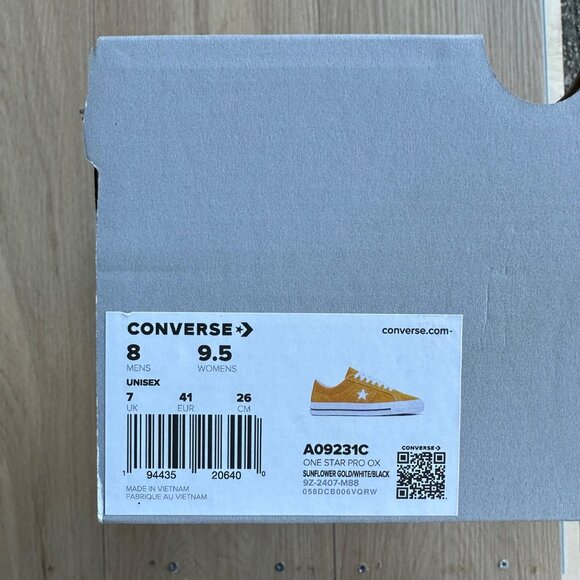 CONVERSE
converse.com
8 9.5
MENS WOMENS
UNISEX
7 41 26
UK EUR CM
1 94435 20640 0
MADE IN VIETNAM
FABRIQUE AU VIETNAM
A09231C
ONE STAR PRO OX
SUNFLOWER GOLD/WHITE/BLACK
9Z-2407-M88
058DCB006VQRW
CONVERSE